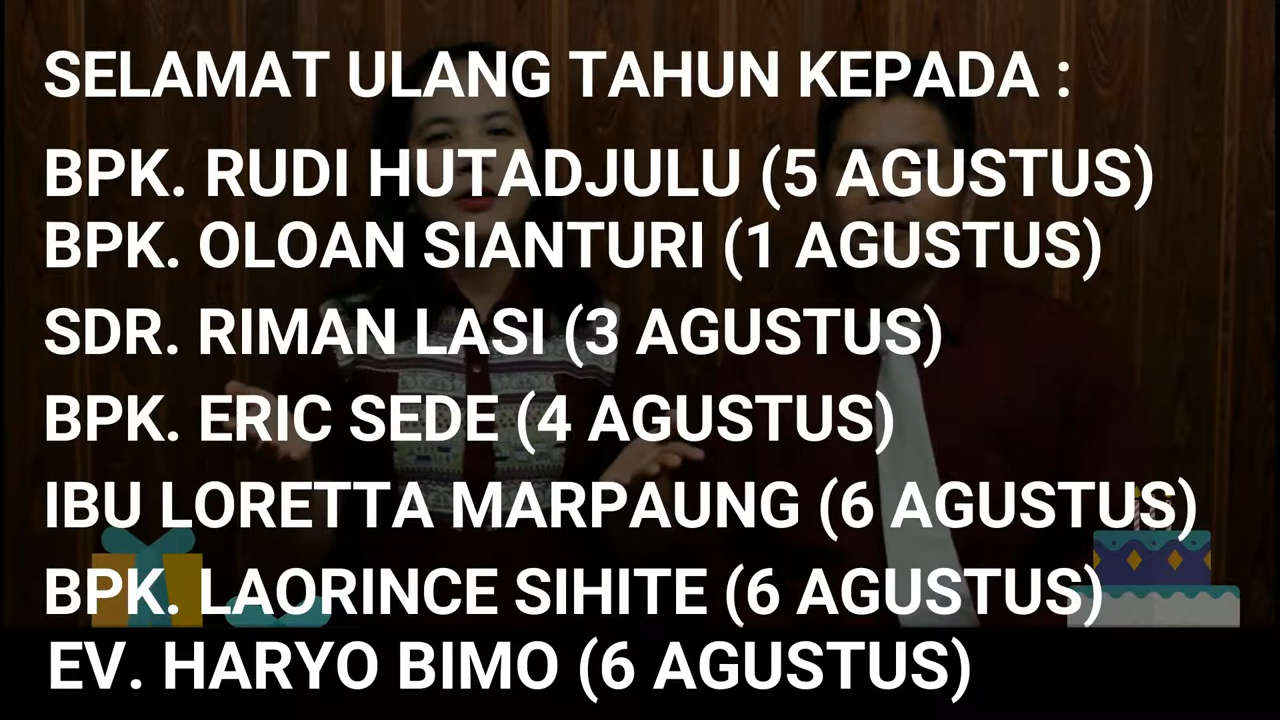 SELAMAT ULANG TAHUN KEPADA :
BPK. RUDI HUTADJULU (5 AGUSTUS)
BPK. OLOAN SIANTURI (1 AGUSTUS)
SDR. RIMAN LASI (3 AGUSTUS)
BPK. ERIC SEDE (4 AGUSTUS)
IBU LORETTA MARPAUNG (6 AGUSTUS)
BPK. LAORINCE SIHITE (6 AGUSTUS)
EV. HARYO BIMO (6 AGUSTUS)